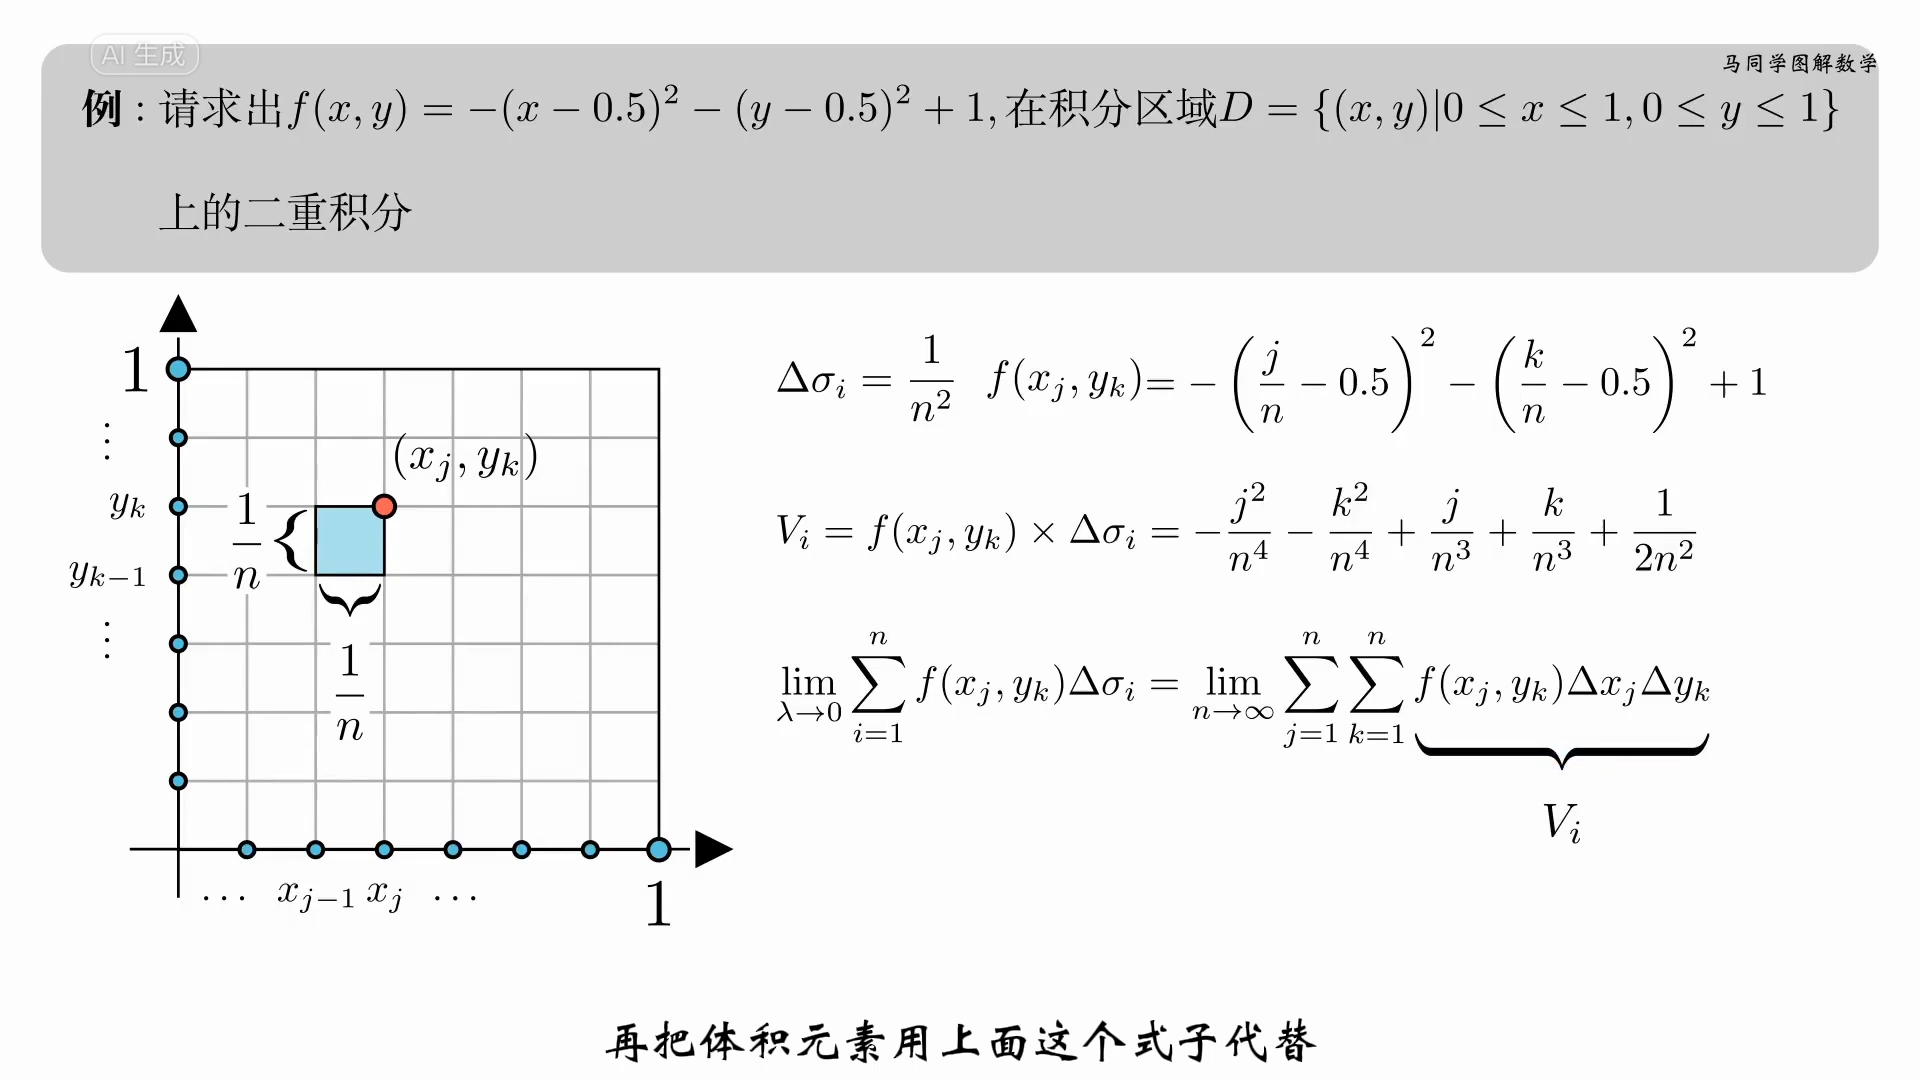 AI 生成
马同学图解数学
例：请求出f(x, y) = −(x − 0.5)² − (y − 0.5)² + 1, 在积分区域D = {(x, y)|0 ≤ x ≤ 1, 0 ≤ y ≤ 1}
上的二重积分
1
⋮
y_k
y_{k−1}
⋮
1/n {
(x_j, y_k)
1/n
… x_{j−1} x_j …
1
Δσ_i = 1/n² f(x_j, y_k) = −(j/n − 0.5)² − (k/n − 0.5)² + 1
V_i = f(x_j, y_k) × Δσ_i = −j²/n⁴ − k²/n⁴ + j/n³ + k/n³ + 1/2n²
lim_{λ→0} ∑_{i=1}^{n} f(x_j, y_k)Δσ_i = lim_{n→∞} ∑_{j=1}^{n} ∑_{k=1}^{n} f(x_j, y_k)Δx_jΔy_k
V_i
再把体积元素用上面这个式子代替